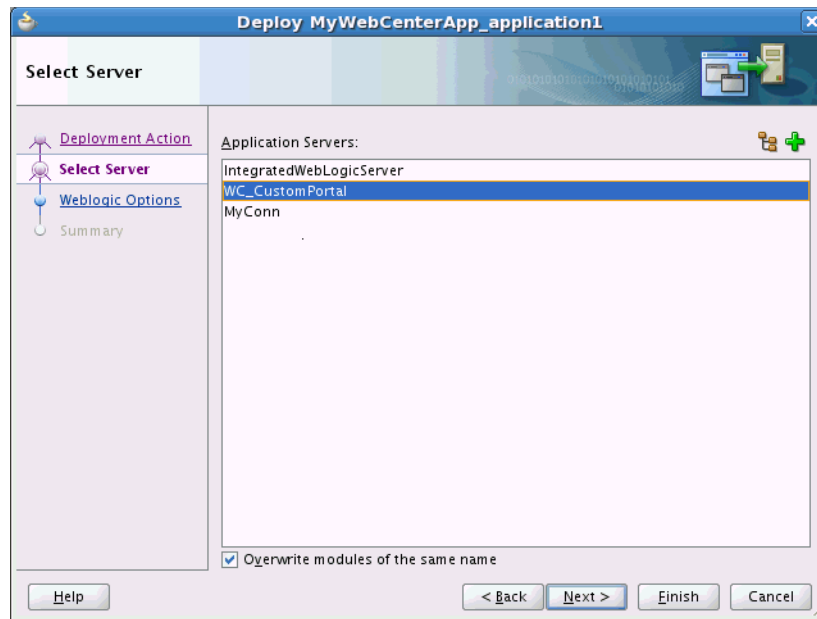 Deploy MyWebCenterApp_application1
Select Server
Deployment Action
Select Server
Weblogic Options
Summary
Application Servers:
IntegratedWebLogicServer
WC_CustomPortal
MyConn
Overwrite modules of the same name
Help
< Back
Next >
Finish
Cancel